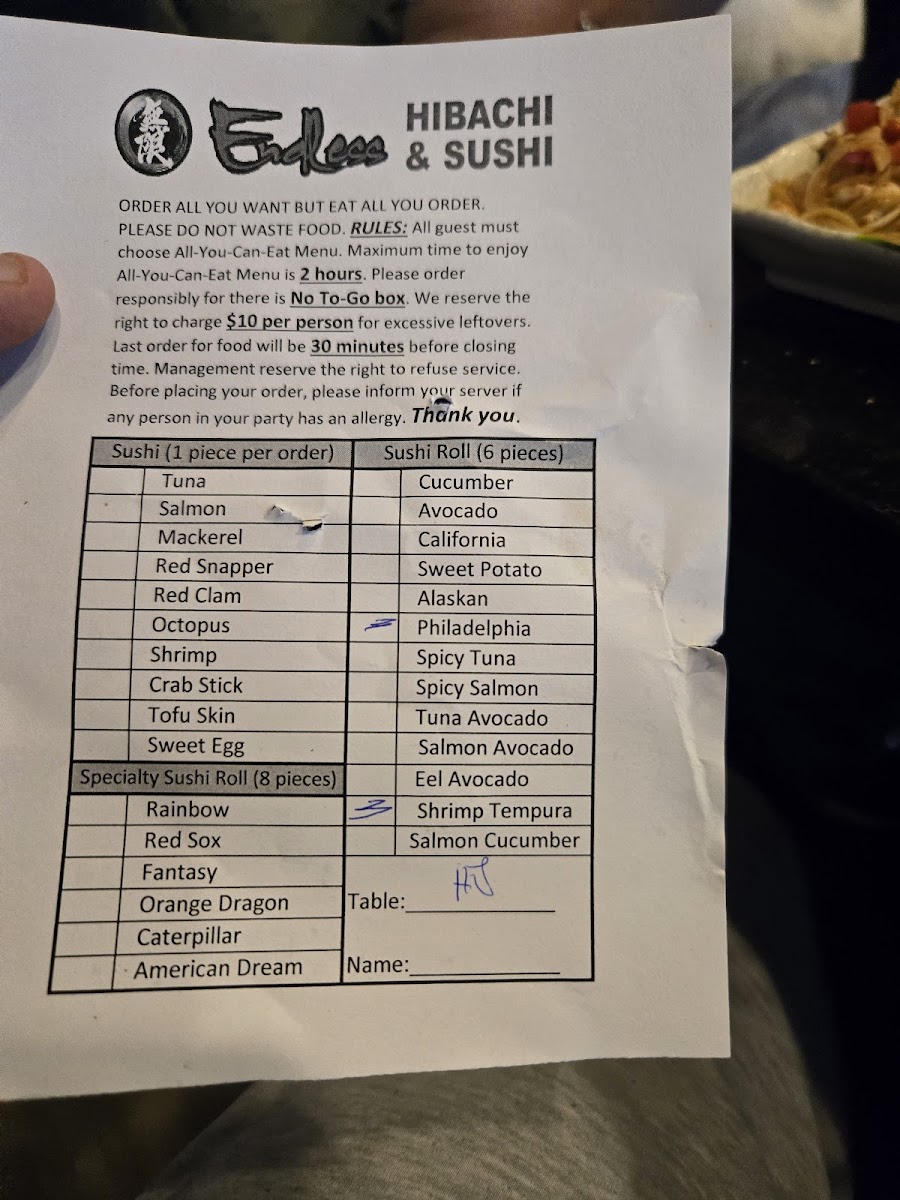 無限
Endless
HIBACHI
& SUSHI
ORDER ALL YOU WANT BUT EAT ALL YOU ORDER.
PLEASE DO NOT WASTE FOOD. RULES: All guest must
choose All-You-Can-Eat Menu. Maximum time to enjoy
All-You-Can-Eat Menu is 2 hours. Please order
responsibly for there is No To-Go box. We reserve the
right to charge $10 per person for excessive leftovers.
Last order for food will be 30 minutes before closing
time. Management reserve the right to refuse service.
Before placing your order, please inform your server if
any person in your party has an allergy. Thank you.
Sushi (1 piece per order)
Tuna
Salmon
Mackerel
Red Snapper
Red Clam
Octopus
Shrimp
Crab Stick
Tofu Skin
Sweet Egg
Specialty Sushi Roll (8 pieces)
Rainbow
Red Sox
Fantasy
Orange Dragon
Caterpillar
American Dream
Sushi Roll (6 pieces)
Cucumber
Avocado
California
Sweet Potato
Alaskan
Philadelphia
Spicy Tuna
Spicy Salmon
Tuna Avocado
Salmon Avocado
Eel Avocado
Shrimp Tempura
Salmon Cucumber
Table:
Name: